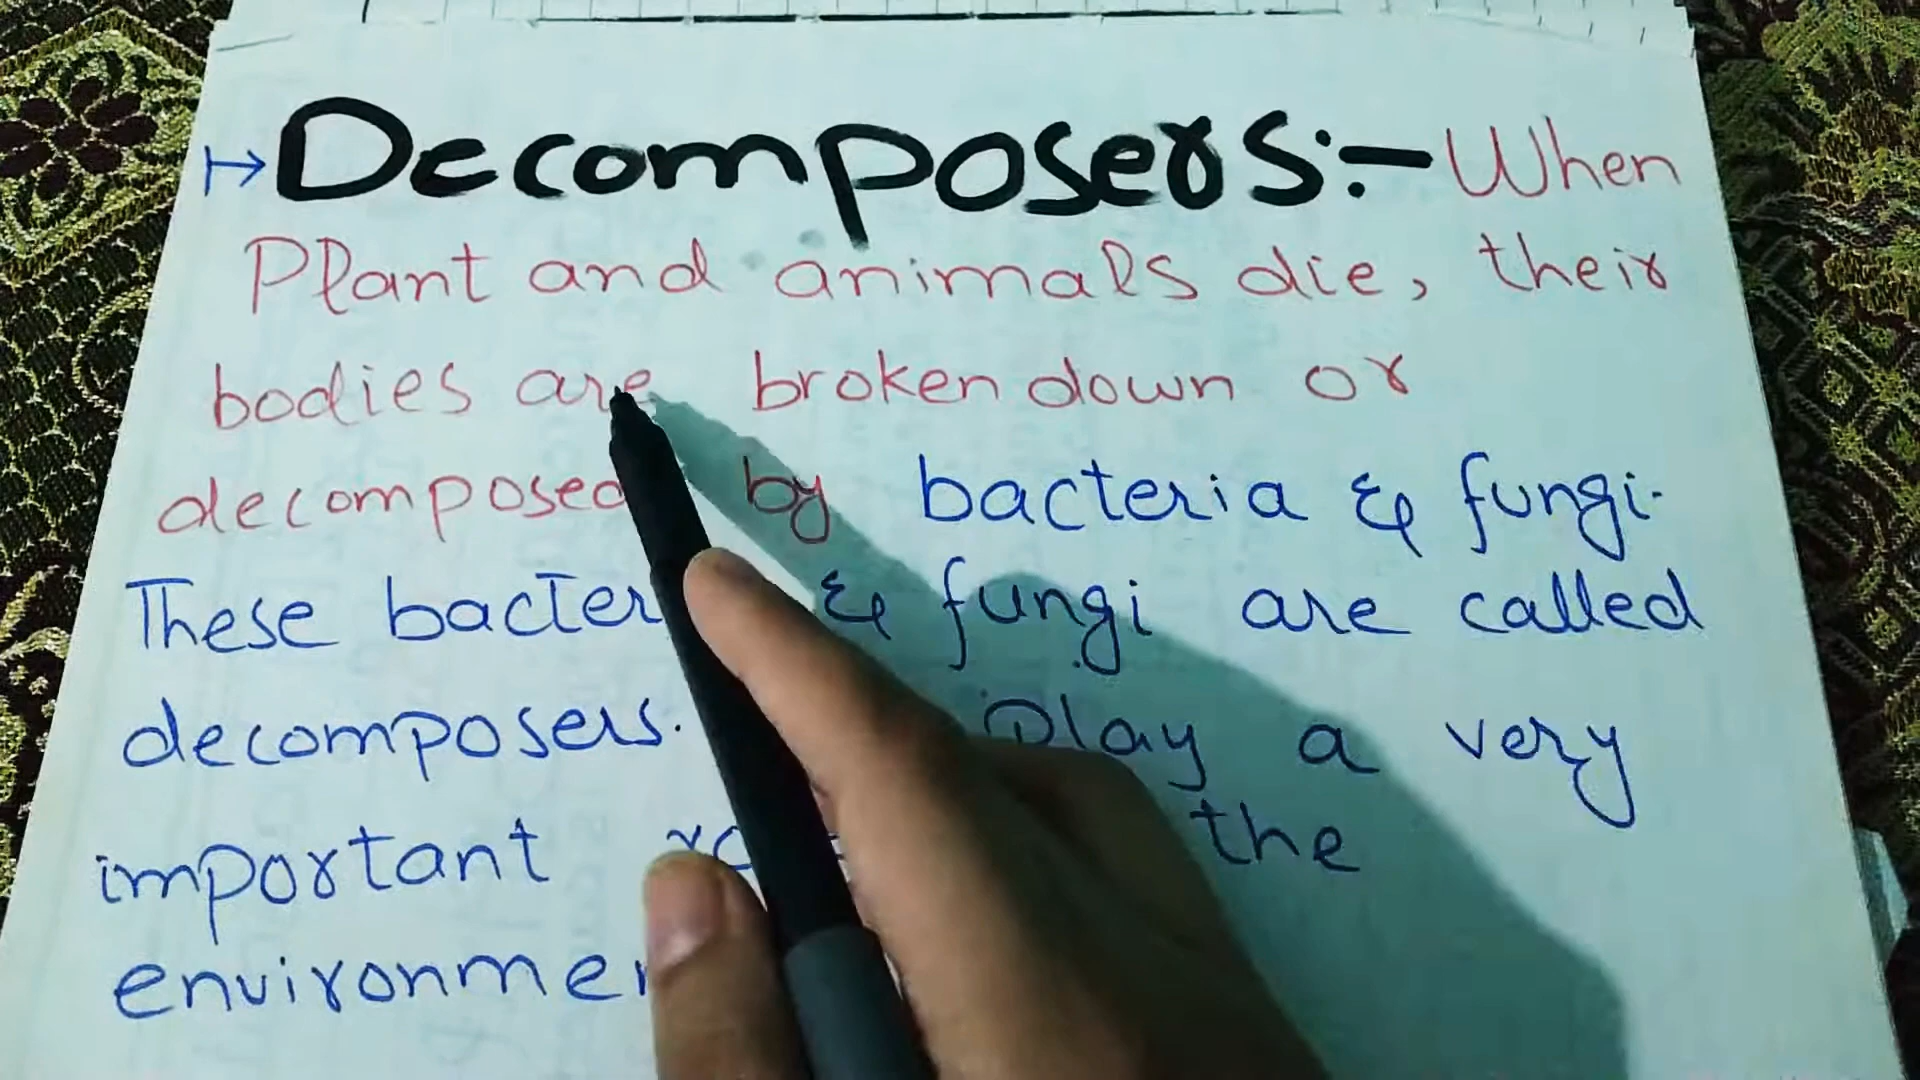 Decomposers:- When
Plant and animals die, their
bodies are broken down or
decomposed by bacteria & fungi.
These & fungi are called
decomposers. Play a very
important the